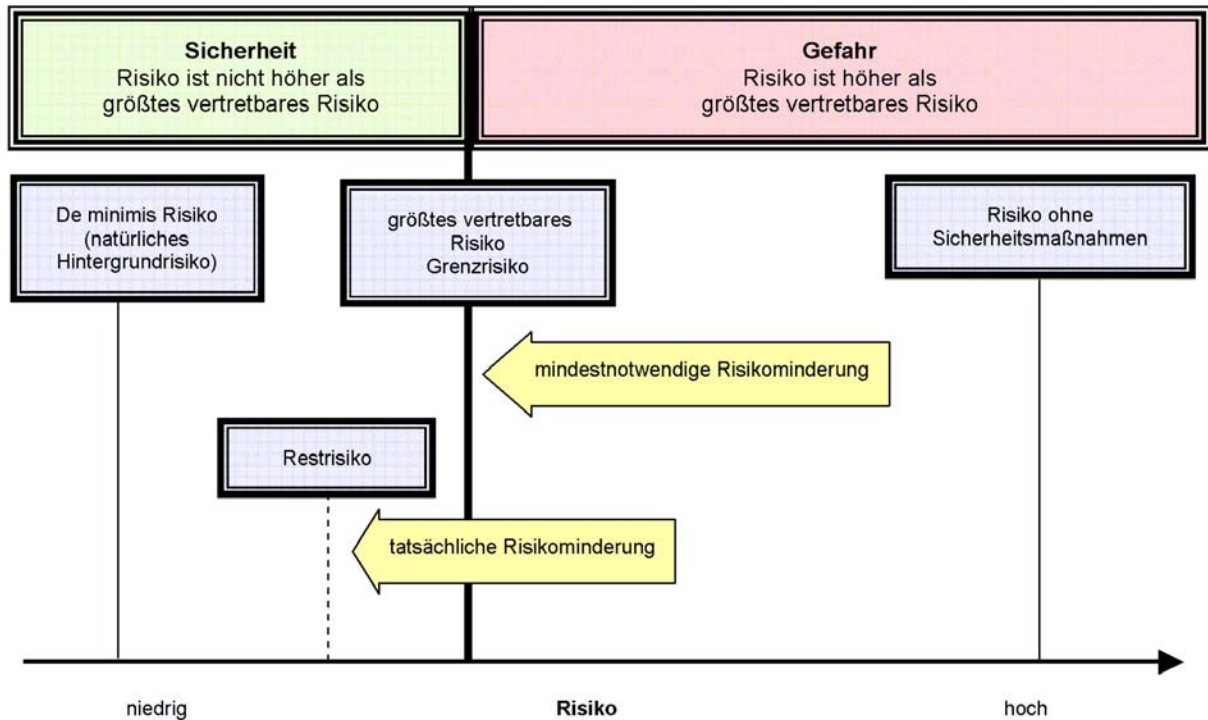 Sicherheit
Risiko ist nicht höher als
größtes vertretbares Risiko
Gefahr
Risiko ist höher als
größtes vertretbares Risiko
De minimis Risiko
(natürliches
Hintergrundrisiko)
größtes vertretbares
Risiko
Grenzrisiko
Risiko ohne
Sicherheitsmaßnahmen
mindestnotwendige Risikominderung
Restrisiko
tatsächliche Risikominderung
niedrig
Risiko
hoch